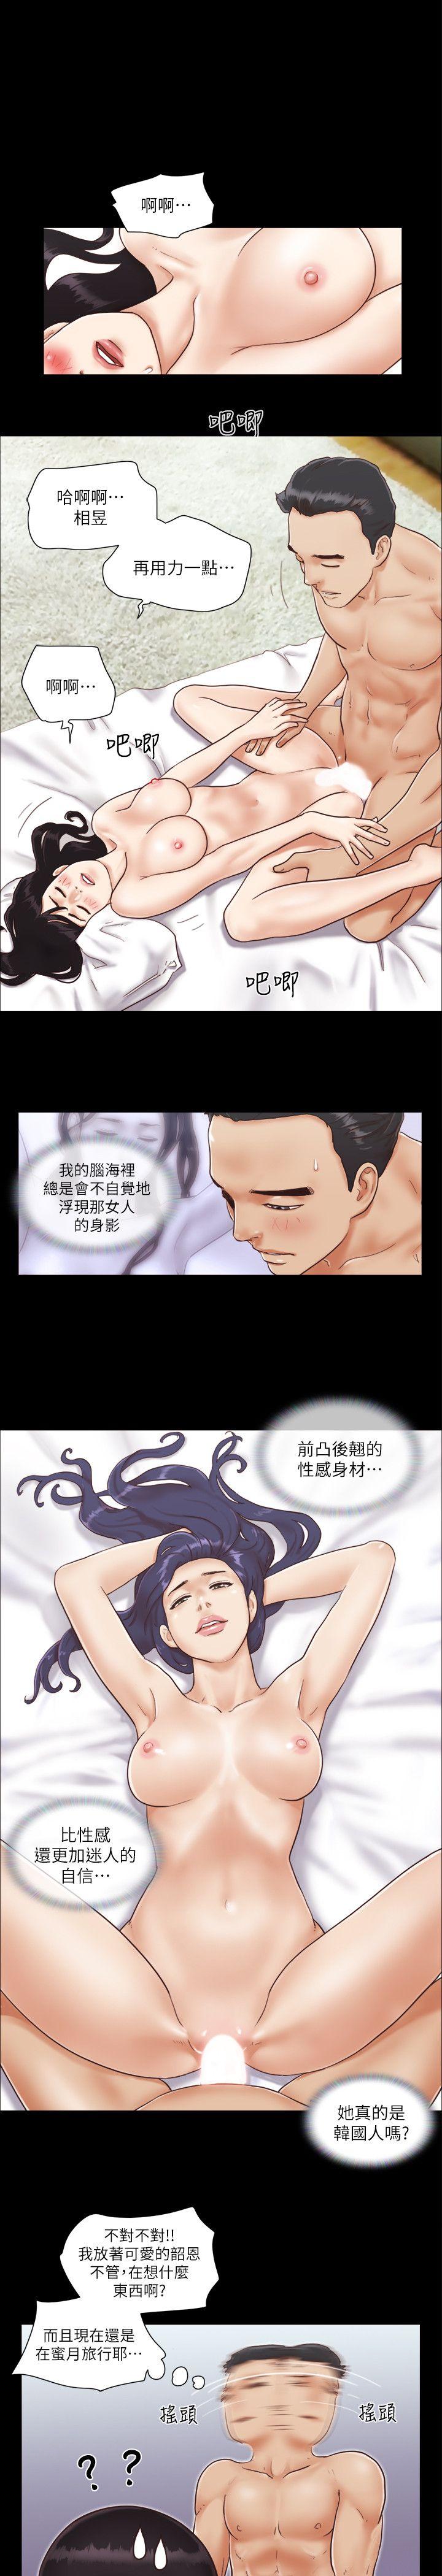 啊啊…
吧唧
哈啊啊…
相昱
再用力一點…
啊啊…
吧唧
吧唧
我的腦海裡
總是會不自覺地
浮現那女人
的身影
前凸後翹的
性感身材…
比性感
還更加迷人的
自信…
她真的是
韓國人嗎?
不對不對!!
我放著可愛的韶恩
不管，在想什麼
東西啊?
而且現在還是
在蜜月旅行耶…
搖頭
搖頭
? ?